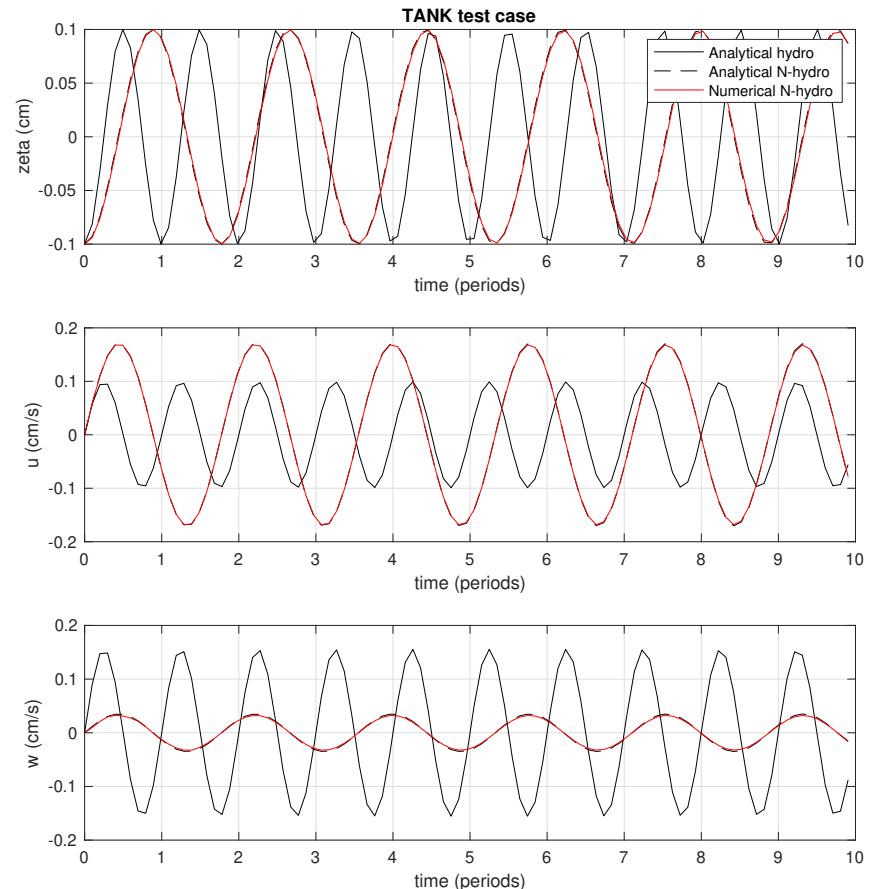 TANK test case
0.1
0.05
0
-0.05
-0.1
zeta (cm)
Analytical hydro
Analytical N-hydro
Numerical N-hydro
0 1 2 3 4 5 6 7 8 9 10
time (periods)
0.2
0.1
0
-0.1
-0.2
u (cm/s)
0 1 2 3 4 5 6 7 8 9 10
time (periods)
0.2
0.1
0
-0.1
-0.2
w (cm/s)
0 1 2 3 4 5 6 7 8 9 10
time (periods)